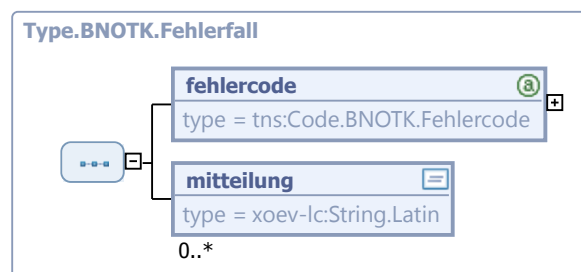 Type.BNOTK.Fehlerfall
fehlercode
type = tns:Code.BNOTK.Fehlercode
mitteilung
type = xoev-lc:String.Latin
0..*